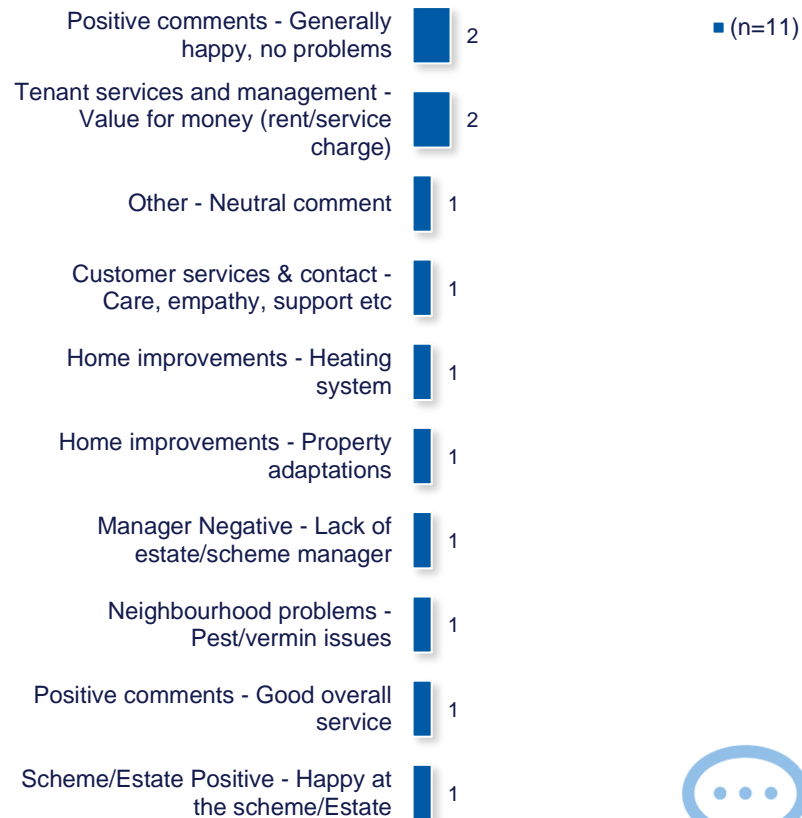 Positive comments - Generally
happy, no problems
2
(n=11)
Tenant services and management -
Value for money (rent/service
charge)
2
Other - Neutral comment
1
Customer services & contact -
Care, empathy, support etc
1
Home improvements - Heating
system
1
Home improvements - Property
adaptations
1
Manager Negative - Lack of
estate/scheme manager
1
Neighbourhood problems -
Pest/vermin issues
1
Positive comments - Good overall
service
1
Scheme/Estate Positive - Happy at
the scheme/Estate
1